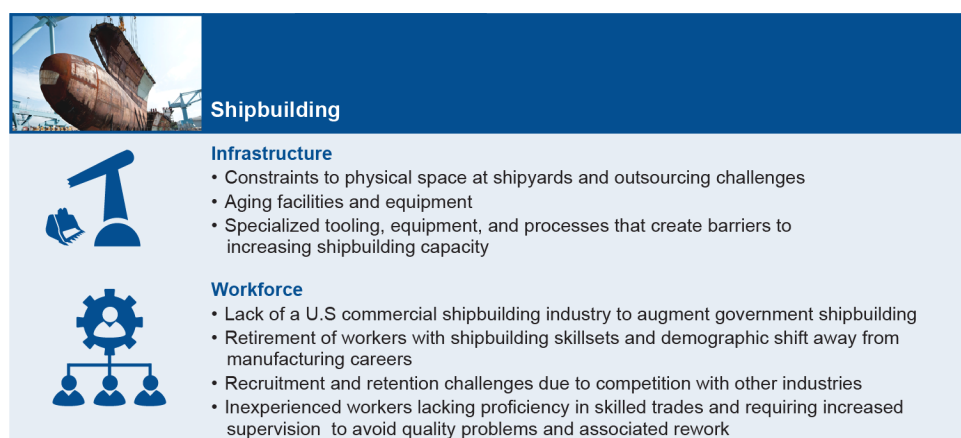 Shipbuilding
Infrastructure
• Constraints to physical space at shipyards and outsourcing challenges
• Aging facilities and equipment
• Specialized tooling, equipment, and processes that create barriers to
increasing shipbuilding capacity
Workforce
• Lack of a U.S commercial shipbuilding industry to augment government shipbuilding
• Retirement of workers with shipbuilding skillsets and demographic shift away from
manufacturing careers
• Recruitment and retention challenges due to competition with other industries
• Inexperienced workers lacking proficiency in skilled trades and requiring increased
supervision  to avoid quality problems and associated rework